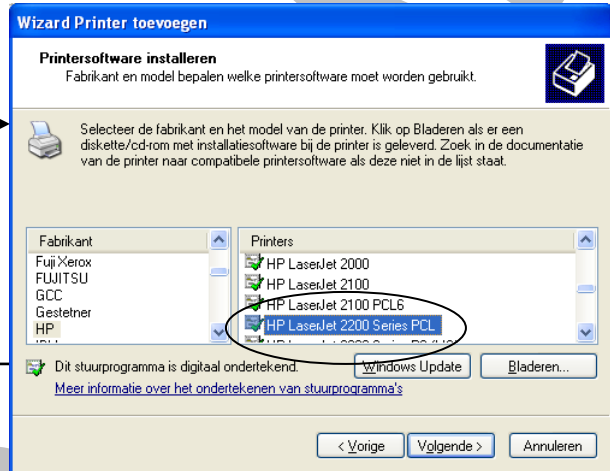 Wizard Printer toevoegen
Printersoftware installeren
Fabrikant en model bepalen welke printersoftware moet worden gebruikt.
Selecteer de fabrikant en het model van de printer. Klik op Bladeren als er een
diskette/cd-rom met installatiesoftware bij de printer is geleverd. Zoek in de documentatie
van de printer naar compatibele printersoftware als deze niet in de lijst staat.
Fabrikant
Fuji Xerox
FUJITSU
GCC
Gestetner
HP
Printers
HP LaserJet 2000
HP LaserJet 2100
HP LaserJet 2100 PCL6
HP LaserJet 2200 Series PCL
Dit stuurprogramma is digitaal ondertekend.
Meer informatie over het ondertekenen van stuurprogramma's
Windows Update
Bladeren...
< Vorige
Volgende >
Annuleren